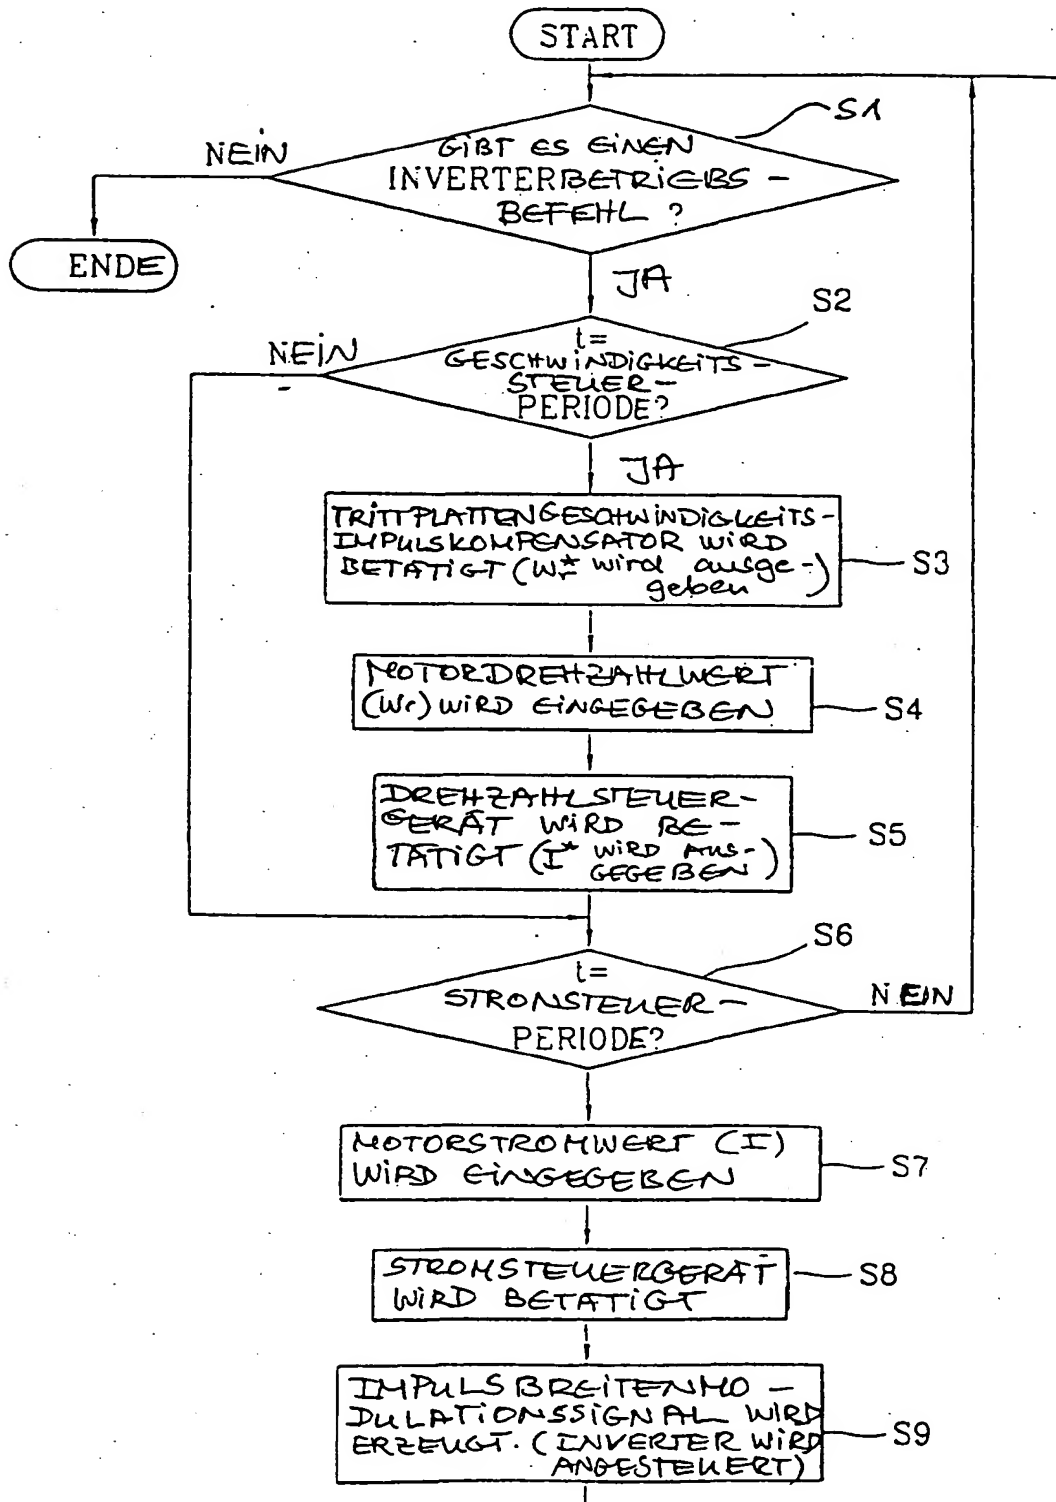 START
S1
NEIN
GIBT ES EINEN
INVERTERBETRIEBS-
BEFEHL ?
ENDE
JA
S2
NEIN
t=
GESCHWINDIGKEITS-
STEUER-
PERIODE?
JA
TRITTPLATTENGESCHWINDIGKEITS-
IMPULSKOMPENSATOR WIRD
BETÄTIGT (Wr* wird ausge-
geben)
S3
MOTORDREHZAHLWERT
(Wr) WIRD EINGEGEBEN
S4
DREHZAHLSTEUER-
GERÄT WIRD BE-
TÄTIGT (I* WIRD AUS-
GEGEBEN)
S5
S6
t=
STRONSTEUER-
PERIODE?
NEIN
MOTORSTROMWERT (I)
WIRD EINGEGEBEN
S7
STROMSTEUERGERÄT
WIRD BETÄTIGT
S8
IMPULSBREITENMO-
DULATIONSSIGNAL WIRD
ERZEUGT. (INVERTER WIRD
ANGESTEUERT)
S9